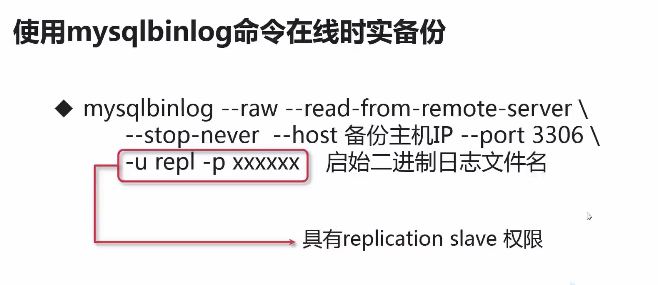 使用mysqlbinlog命令在线时实备份
◆ mysqlbinlog --raw --read-from-remote-server \
--stop-never --host 备份主机IP --port 3306 \
-u repl -p xxxxxx 启始二进制日志文件名
具有replication slave 权限